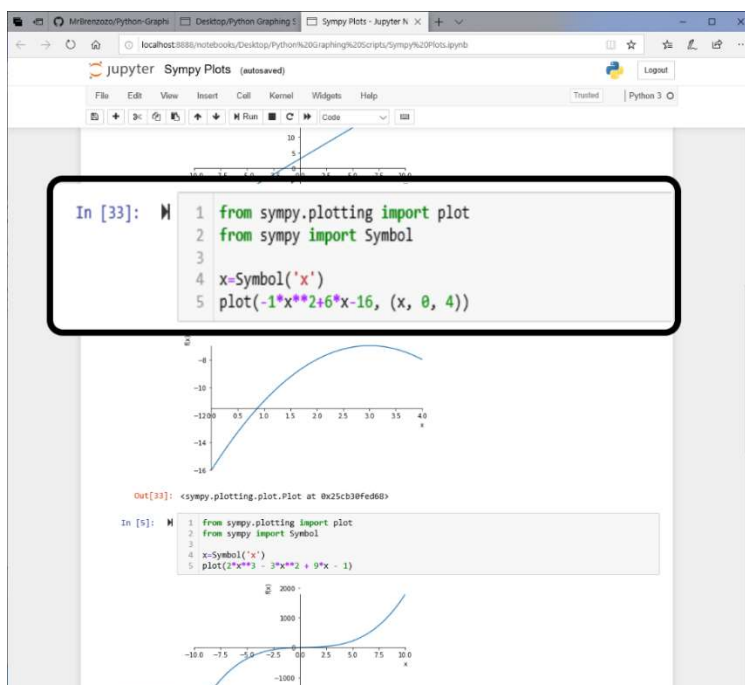 MrBrenzozo/Python-Graphi
Desktop/Python Graphing S
Sympy Plots - Jupyter N
localhost:8888/notebooks/Desktop/Python%20Graphing%20Scripts/Sympy%20Plots.ipynb
jupyter Sympy Plots (autosaved)
Logout
File Edit View Insert Cell Kernel Widgets Help
Trusted Python 3
Run Code
10
5
0
In [33]:
1 from sympy.plotting import plot
2 from sympy import Symbol
3
4 x=Symbol('x')
5 plot(-1*x**2+6*x-16, (x, 0, 4))
f(x)
-8
-10
-12
0.0 0.5 1.0 1.5 2.0 2.5 3.0 3.5 4.0
x
-14
-16
Out[33]: <sympy.plotting.plot.Plot at 0x25cb30fed68>
In [5]:
1 from sympy.plotting import plot
2 from sympy import Symbol
3
4 x=Symbol('x')
5 plot(2*x**3 - 3*x**2 + 9*x - 1)
f(x)
2000
1000
0
-10.0 -7.5 -5.0 -2.5 0.0 2.5 5.0 7.5 10.0
x
-1000